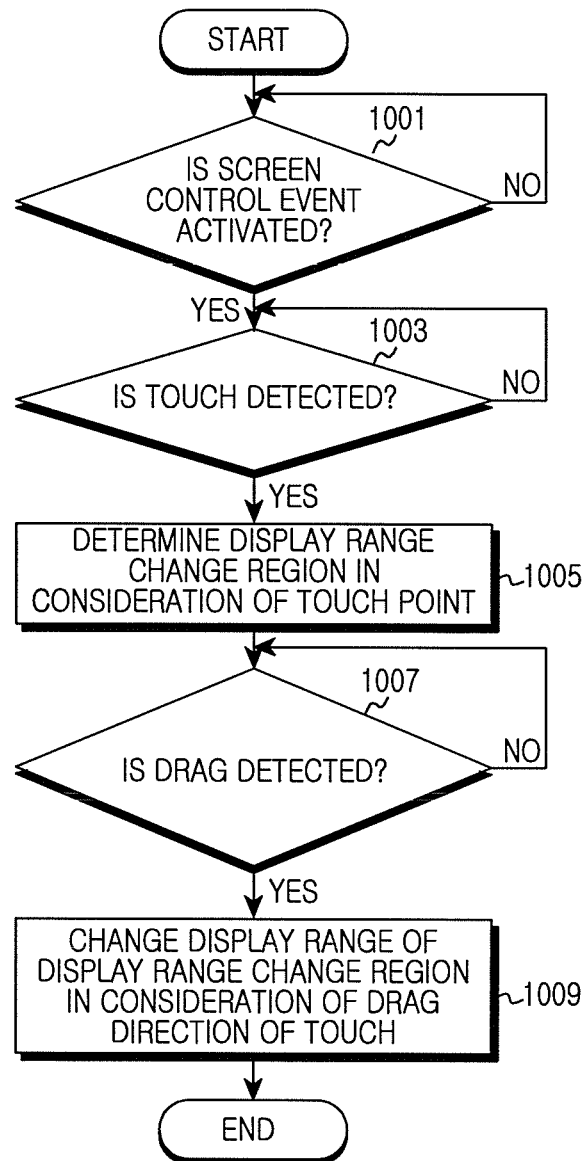 START
1001
IS SCREEN
CONTROL EVENT
ACTIVATED?
NO
YES
1003
IS TOUCH DETECTED?
NO
YES
DETERMINE DISPLAY RANGE
CHANGE REGION IN
CONSIDERATION OF TOUCH POINT
1005
1007
IS DRAG DETECTED?
NO
YES
CHANGE DISPLAY RANGE OF
DISPLAY RANGE CHANGE REGION
IN CONSIDERATION OF DRAG
DIRECTION OF TOUCH
1009
END